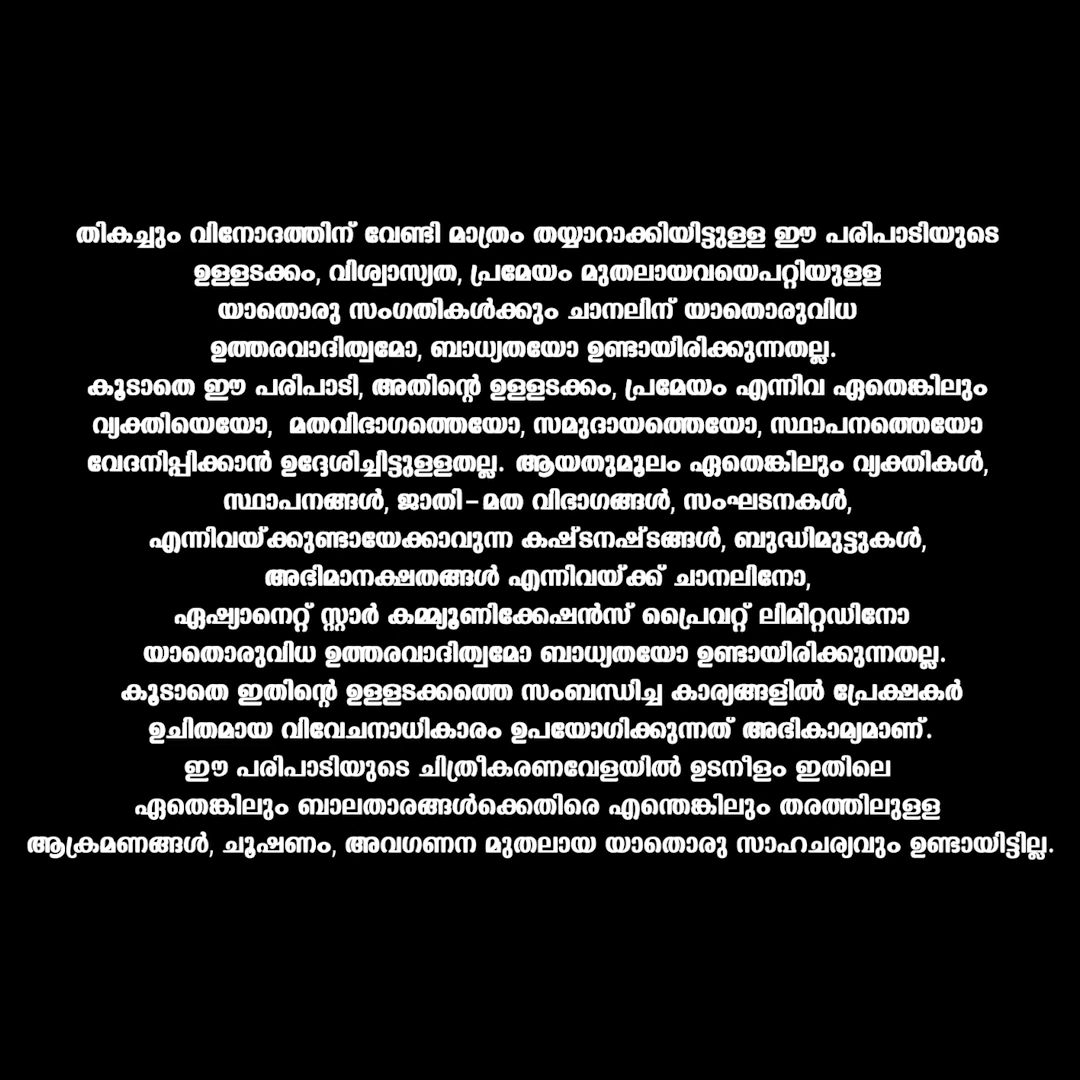 തികച്ചും വിനോദത്തിന് വേണ്ടി മാത്രം തയ്യാറാക്കിയിട്ടുള്ള ഈ പരിപാടിയുടെ
ഉള്ളടക്കം, വിശ്വാസ്യത, പ്രമേയം മുതലായവയെപറ്റിയുള്ള
യാതൊരു സംഗതികൾക്കും ചാനലിന് യാതൊരുവിധ
ഉത്തരവാദിത്വമോ, ബാധ്യതയോ ഉണ്ടായിരിക്കുന്നതല്ല.
കൂടാതെ ഈ പരിപാടി, അതിന്റെ ഉള്ളടക്കം, പ്രമേയം എന്നിവ ഏതെങ്കിലും
വ്യക്തിയെയോ, മതവിഭാഗത്തെയോ, സമുദായത്തെയോ, സ്ഥാപനത്തെയോ
വേദനിപ്പിക്കാൻ ഉദ്ദേശിച്ചിട്ടുള്ളതല്ല. ആയതുമൂലം ഏതെങ്കിലും വ്യക്തികൾ,
സ്ഥാപനങ്ങൾ, ജാതി–മത വിഭാഗങ്ങൾ, സംഘടനകൾ,
എന്നിവയ്ക്കുണ്ടായേക്കാവുന്ന കഷ്ടനഷ്ടങ്ങൾ, ബുദ്ധിമുട്ടുകൾ,
അഭിമാനക്ഷതങ്ങൾ എന്നിവയ്ക്ക് ചാനലിനോ,
ഏഷ്യാനെറ്റ് സ്റ്റാർ കമ്മ്യൂണിക്കേഷൻസ് പ്രൈവറ്റ് ലിമിറ്റഡിനോ
യാതൊരുവിധ ഉത്തരവാദിത്വമോ ബാധ്യതയോ ഉണ്ടായിരിക്കുന്നതല്ല.
കൂടാതെ ഇതിന്റെ ഉള്ളടക്കത്തെ സംബന്ധിച്ച കാര്യങ്ങളിൽ പ്രേക്ഷകർ
ഉചിതമായ വിവേചനാധികാരം ഉപയോഗിക്കുന്നത് അഭികാമ്യമാണ്.
ഈ പരിപാടിയുടെ ചിത്രീകരണവേളയിൽ ഉടനീളം ഇതിലെ
ഏതെങ്കിലും ബാലതാരങ്ങൾക്കെതിരെ എന്തെങ്കിലും തരത്തിലുള്ള
ആക്രമണങ്ങൾ, ചൂഷണം, അവഗണന മുതലായ യാതൊരു സാഹചര്യവും ഉണ്ടായിട്ടില്ല.